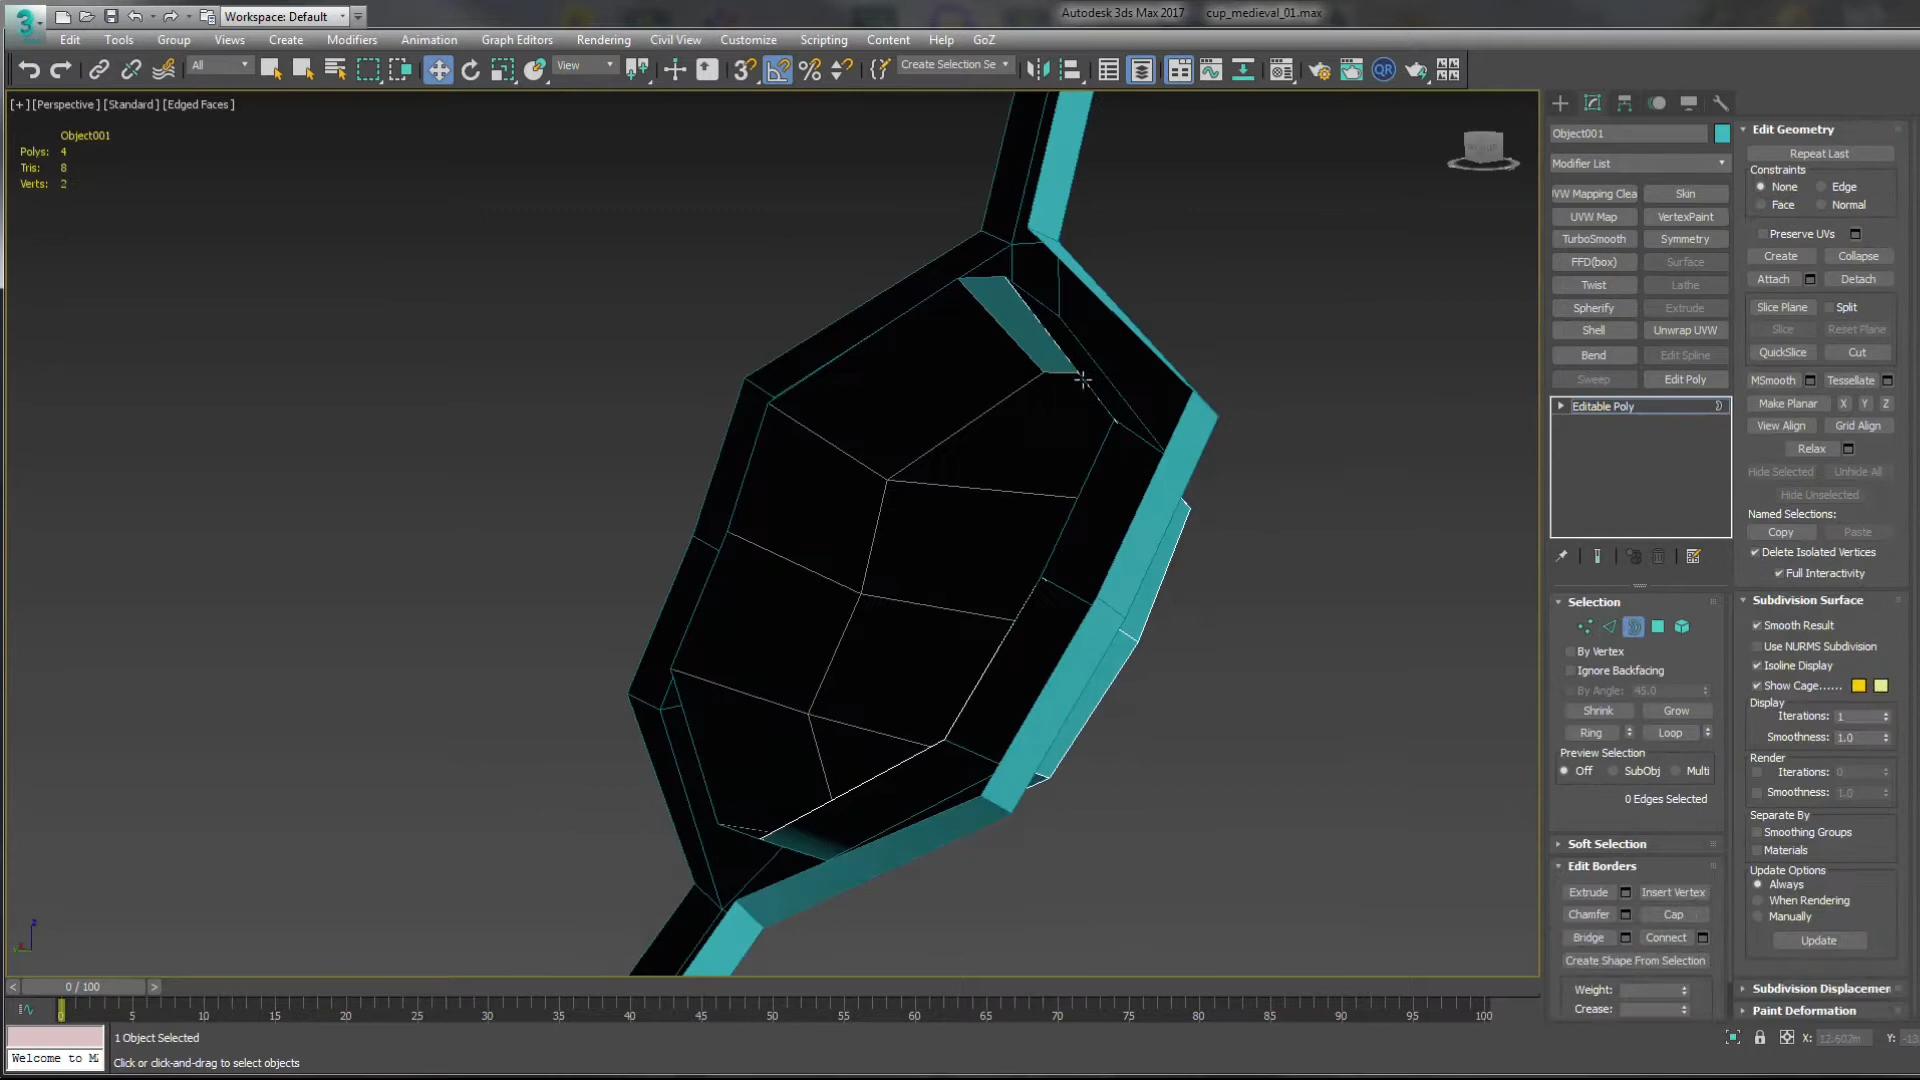 Workspace: Default
Autodesk 3ds Max 2017 cup_medieval_01.max
Edit Tools Group Views Create Modifiers Animation Graph Editors Rendering Civil View Customize Scripting Content Help GoZ
All View Create Selection Se QR
[+] [Perspective] [Standard] [Edged Faces]
Object001
Polys: 4
Tris: 8
Verts: 2
Object001
Modifier List
VW Mapping Clea Skin
UVW Map VertexPaint
TurboSmooth Symmetry
FFD(box) Surface
Twist Lathe
Spherify Extrude
Shell Unwrap UVW
Bend Edit Spline
Sweep Edit Poly
Editable Poly
Selection
By Vertex
Ignore Backfacing
By Angle: 45.0
Shrink Grow
Ring Loop
Preview Selection
Off SubObj Multi
0 Edges Selected
Soft Selection
Edit Borders
Extrude Insert Vertex
Chamfer Cap
Bridge Connect
Create Shape From Selection
Weight:
Crease:
Edit Geometry
Repeat Last
Constraints
None Edge
Face Normal
Preserve UVs
Create Collapse
Attach Detach
Slice Plane Split
Slice Reset Plane
QuickSlice Cut
MSmooth Tessellate
Make Planar X Y Z
View Align Grid Align
Relax
Hide Selected Unhide All
Hide Unselected
Named Selections:
Copy Paste
Delete Isolated Vertices
Full Interactivity
Subdivision Surface
Smooth Result
Use NURMS Subdivision
Isoline Display
Show Cage......
Display
Iterations: 1
Smoothness: 1.0
Render
Iterations: 0
Smoothness: 1.0
Separate By
Smoothing Groups
Materials
Update Options
Always
When Rendering
Manually
Update
Subdivision Displacemen
Paint Deformation
z
< 0 / 100 >
0 5 10 15 20 25 30 35 40 45 50 55 60 65 70 75 80 85 90 95 100
1 Object Selected
Welcome to M
Click or click-and-drag to select objects
X: 12.602m Y: -13